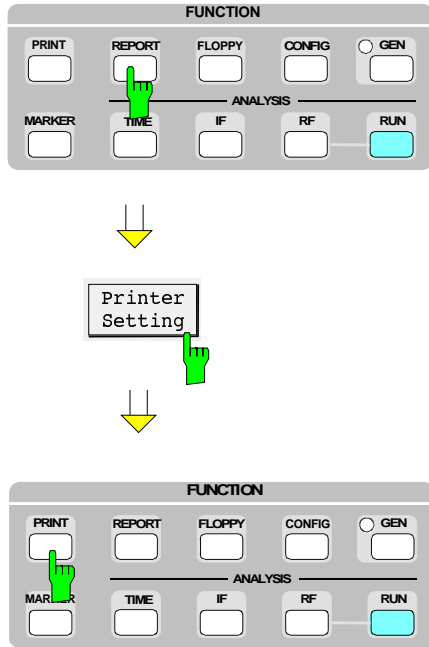 FUNCTION
PRINT REPORT FLOPPY CONFIG GEN
ANALYSIS
MARKER TIME IF RF RUN
Printer
Setting
FUNCTION
PRINT REPORT FLOPPY CONFIG GEN
ANALYSIS
MARKER TIME IF RF RUN